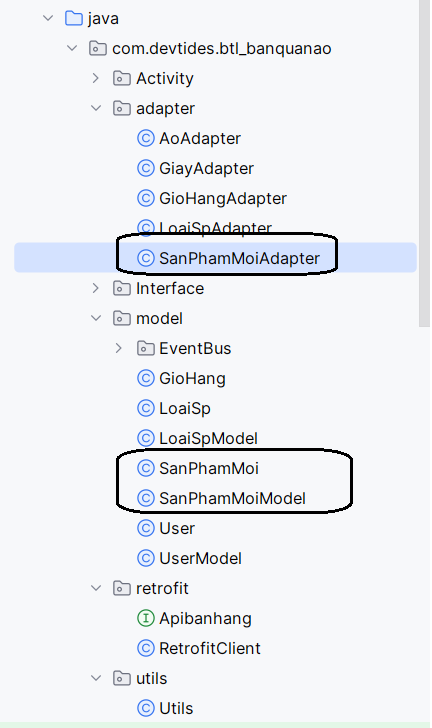 java
com.devtides.btl_banquanao
Activity
adapter
AoAdapter
GiayAdapter
GioHangAdapter
LoaiSpAdapter
SanPhamMoiAdapter
Interface
model
EventBus
GioHang
LoaiSp
LoaiSpModel
SanPhamMoi
SanPhamMoiModel
User
UserModel
retrofit
Apibanhang
RetrofitClient
utils
Utils